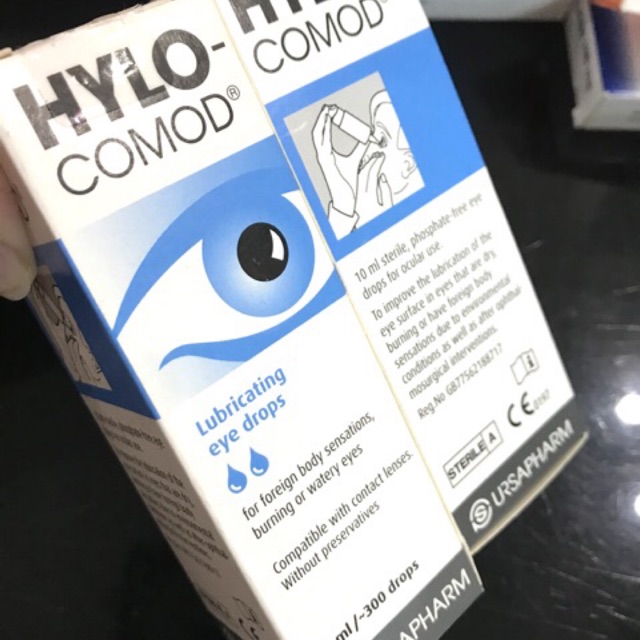 HYLO-
COMOD®
Lubricating
eye drops
for foreign body sensations,
burning or watery eyes
Compatible with contact lenses.
Without preservatives
ml/~300 drops
URSAPHARM
COMOD®
10 ml sterile, phosphate-free eye
drops for ocular use
To improve the lubrication of the
eye surface in eyes that are dry,
burning or have foreign body
sensations due to environmental
conditions as well as after ophthal
mosurgical interventions.
Reg.No GB77562148717
STERILE A
CE 0197
URSAPHARM